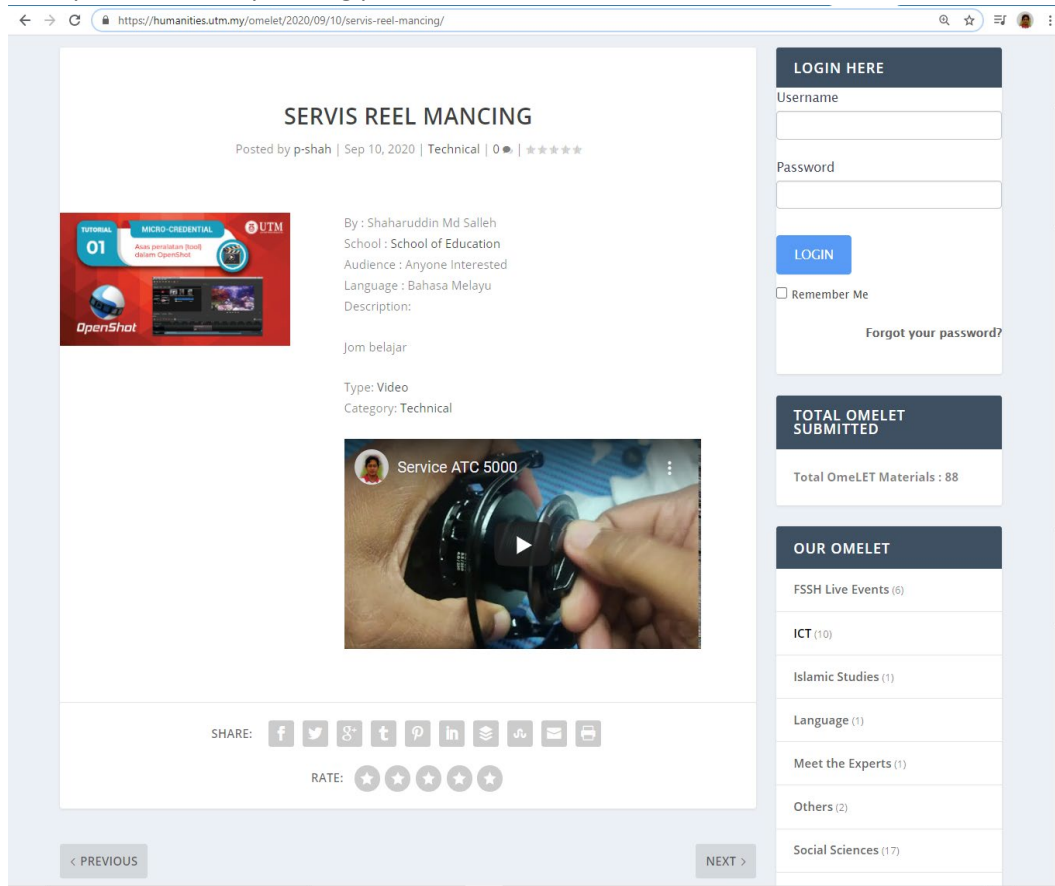 https://humanities.utm.my/omelet/2020/09/10/servis-reel-mancing/
SERVIS REEL MANCING
Posted by p-shah | Sep 10, 2020 | Technical | 0 |
TUTORIAL
01
MICRO-CREDENTIAL
UTM
Asas peralatan (tool)
dalam OpenShot
OpenShot
By : Shaharuddin Md Salleh
School : School of Education
Audience : Anyone Interested
Language : Bahasa Melayu
Description:
Jom belajar
Type: Video
Category: Technical
Service ATC 5000
SHARE:
RATE:
< PREVIOUS
NEXT >
LOGIN HERE
Username
Password
LOGIN
Remember Me
Forgot your password?
TOTAL OMELET
SUBMITTED
Total OmeLET Materials : 88
OUR OMELET
FSSH Live Events (6)
ICT (10)
Islamic Studies (1)
Language (1)
Meet the Experts (1)
Others (2)
Social Sciences (17)